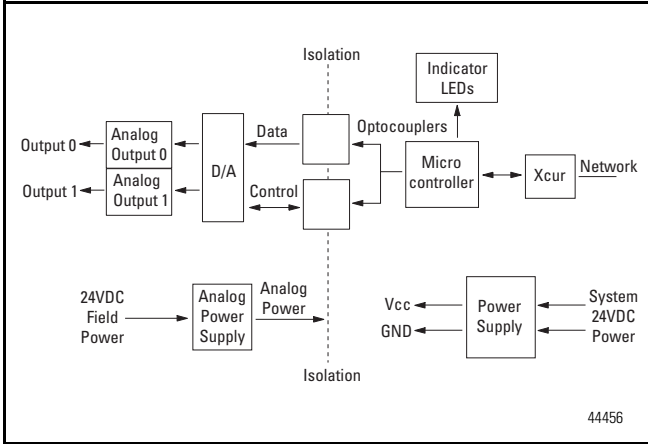 Isolation
Indicator
LEDs
Optocouplers
Data
Analog
Output 0
Output 0
D/A
Micro
controller
Xcur
Network
Output 1
Analog
Output 1
Control
24VDC
Field
Power
Analog
Power
Supply
Analog
Power
Vcc
GND
Power
Supply
System
24VDC
Power
Isolation
44456